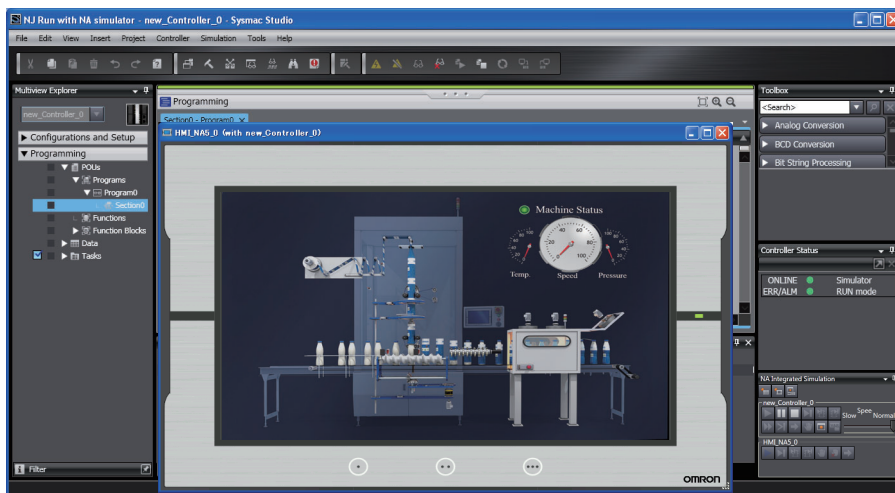 NJ Run with NA simulator - new_Controller_0 - Sysmac Studio
File Edit View Insert Project Controller Simulation Tools Help
Multiview Explorer
new_Controller_0
Configurations and Setup
Programming
POUs
Programs
Program0
Section0
Functions
Function Blocks
Data
Tasks
Filter
Programming
Section0 - Program0
HMI_NA5_0 (with new_Controller_0)
Machine Status
Temp.
Speed
Pressure
OMRON
Toolbox
<Search>
Analog Conversion
BCD Conversion
Bit String Processing
Controller Status
ONLINE Simulator
ERR/ALM RUN mode
NA Integrated Simulation
new_Controller_0
Slow Spee Normal
HMI_NA5_0